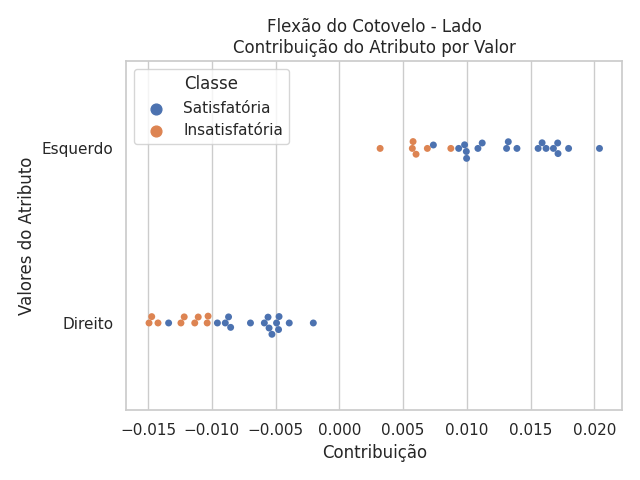 Flexão do Cotovelo - Lado
Contribuição do Atributo por Valor
Classe
Satisfatória
Insatisfatória
Valores do Atributo
Esquerdo
Direito
−0.015 −0.010 −0.005 0.000 0.005 0.010 0.015 0.020
Contribuição